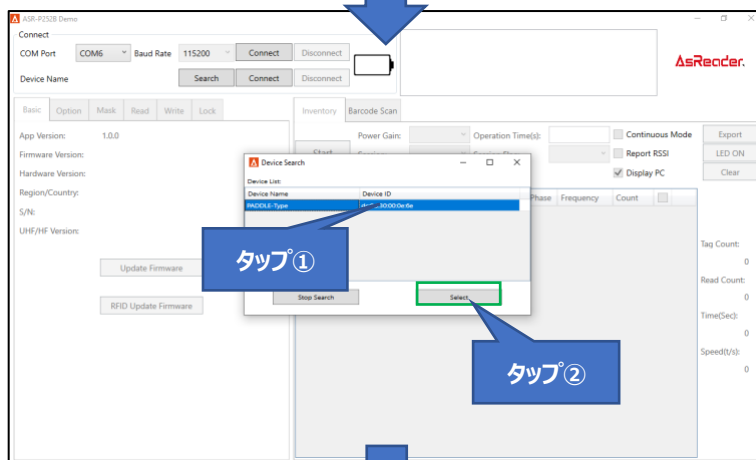 ASR-P252B Demo
Connect
COM Port COM6 Baud Rate 115200 Connect Disconnect
Device Name Search Connect Disconnect
AsReader.
Basic Option Mask Read Write Lock
Inventory Barcode Scan
App Version: 1.0.0
Firmware Version:
Hardware Version:
Region/Country:
S/N:
UHF/HF Version:
Update Firmware
RFID Update Firmware
Power Gain: Operation Time(s): Continuous Mode Export
Start Report RSSI LED ON
Display PC Clear
Phase Frequency Count
Device Search
Device List:
Device Name Device ID
PADDLE-Type
Stop Search Select
タップ①
タップ②
Tag Count:
0
Read Count:
0
Time(Sec):
0
Speed(t/s):
0